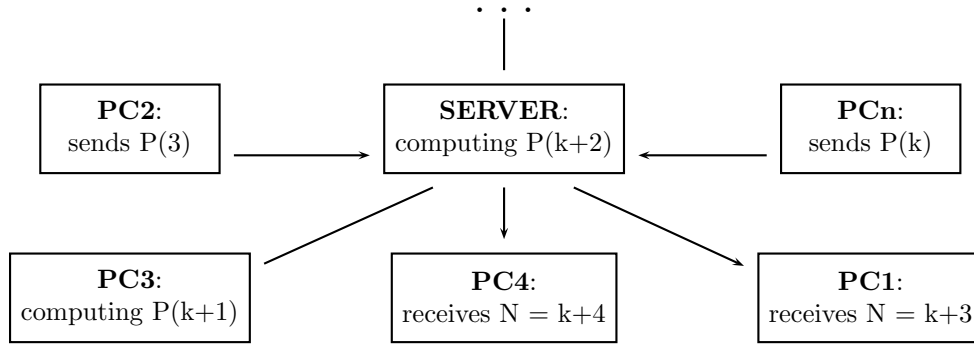 . . .
PC2:
sends P(3)
SERVER:
computing P(k+2)
PCn:
sends P(k)
PC3:
computing P(k+1)
PC4:
receives N = k+4
PC1:
receives N = k+3